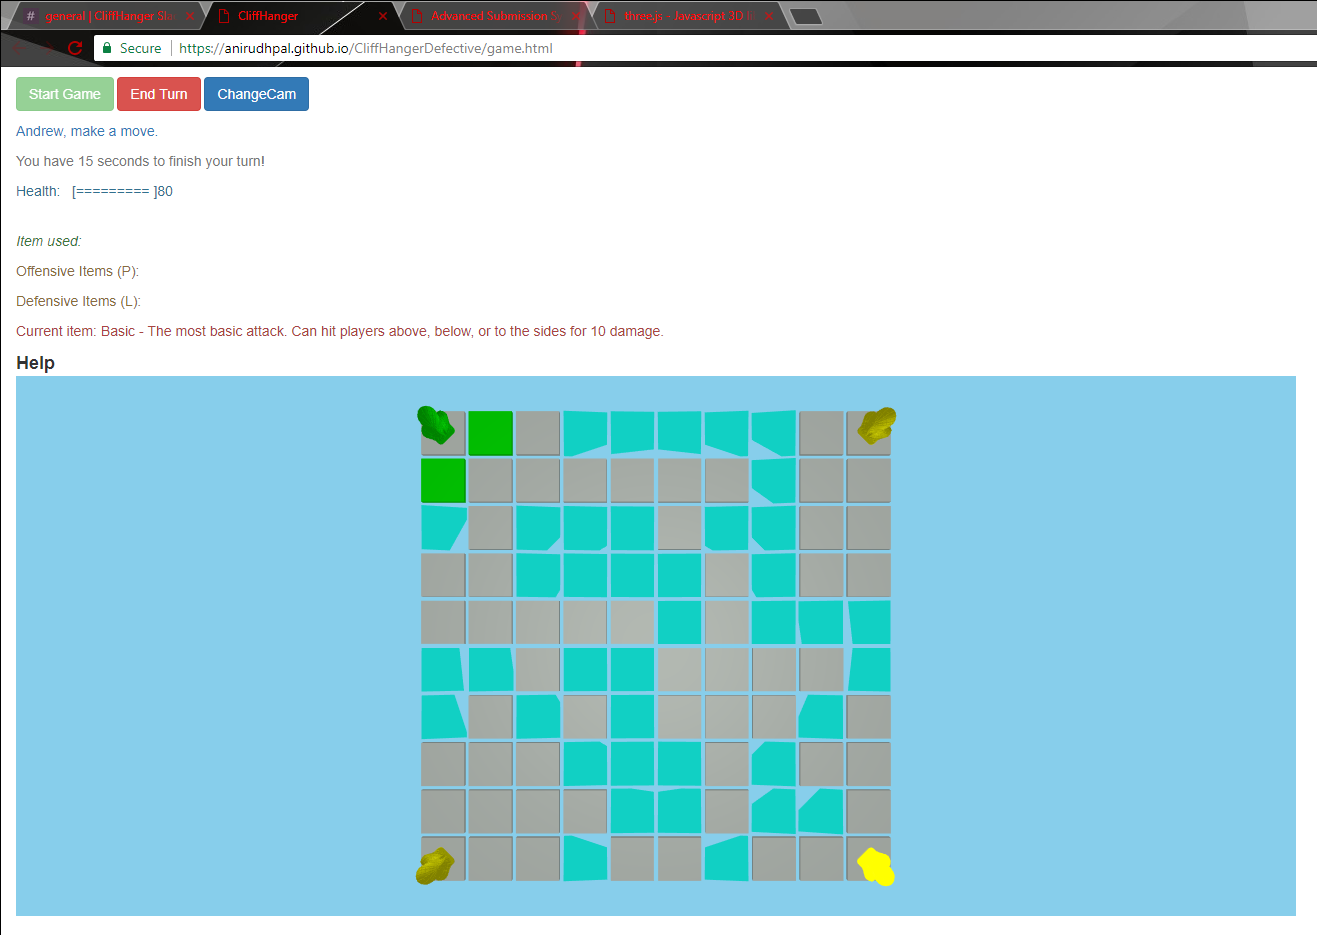 # general | CliffHanger Sla
CliffHanger
Advanced Submission S
three.js - Javascript 3D li
Secure | https://anirudhpal.github.io/CliffHangerDefective/game.html
Start Game End Turn ChangeCam
Andrew, make a move.
You have 15 seconds to finish your turn!
Health: [========= ]80
Item used:
Offensive Items (P):
Defensive Items (L):
Current item: Basic - The most basic attack. Can hit players above, below, or to the sides for 10 damage.
Help